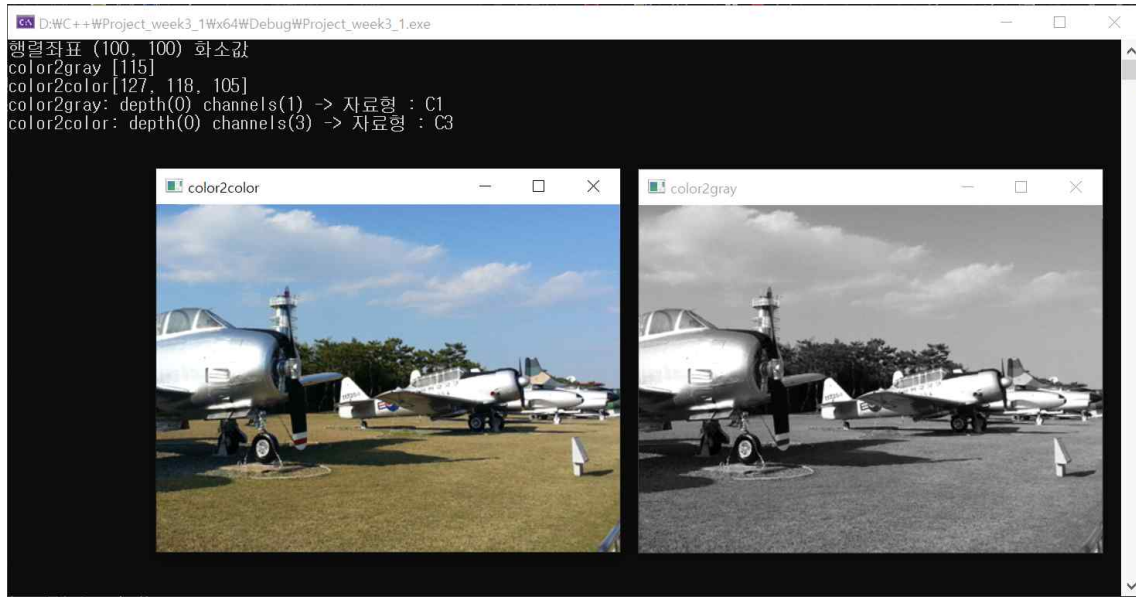 D:₩C++₩Project_week3_1₩x64₩Debug₩Project_week3_1.exe
행렬좌표 (100, 100) 화소값
color2gray [115]
color2color[127, 118, 105]
color2gray: depth(0) channels(1) -> 자료형 : C1
color2color: depth(0) channels(3) -> 자료형 : C3
color2color
color2gray